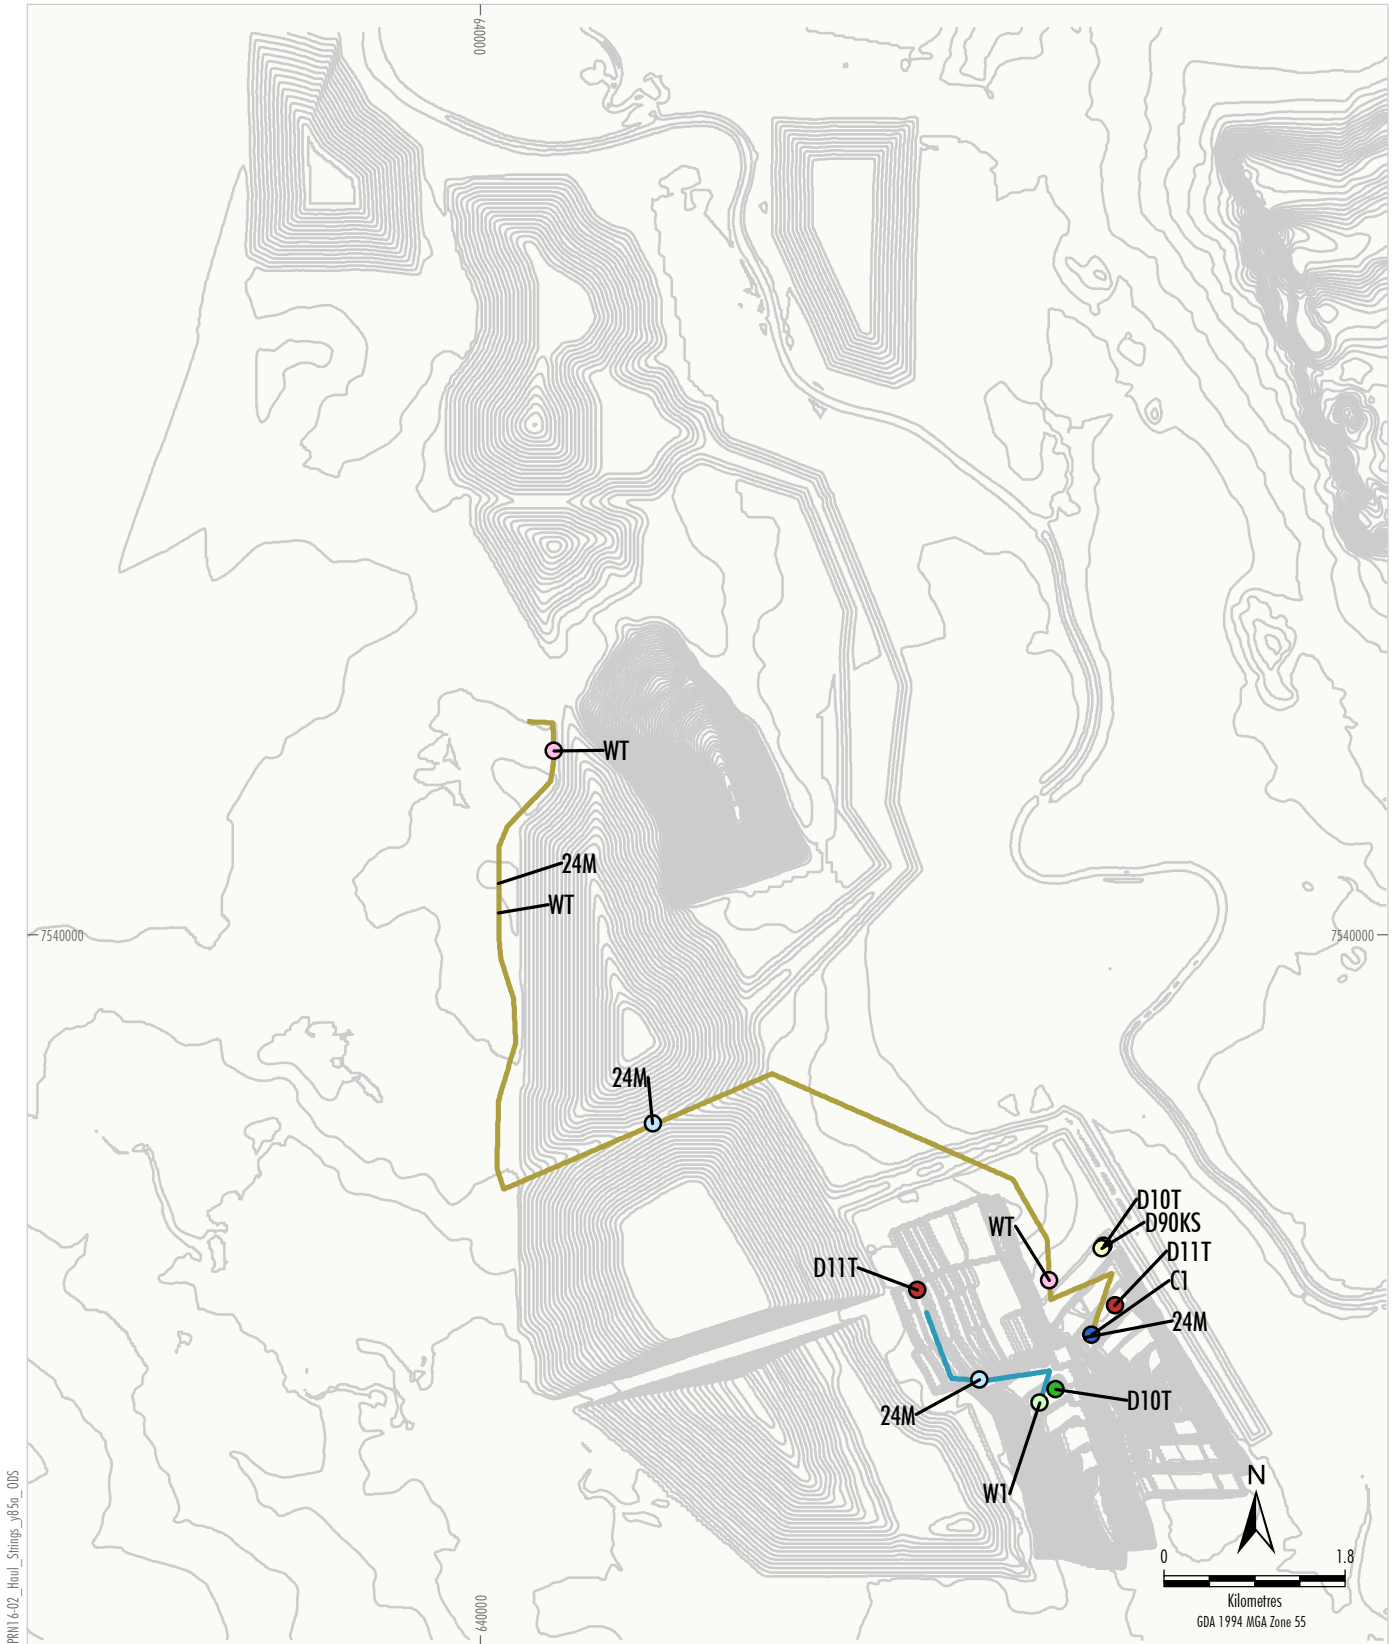 640000
WT
24M
WT
7540000
7540000
24M
D10T
D90KS
WT
D11T
D11T
C1
24M
D10T
24M
W1
N
0
1.8
Kilometres
GDA 1994 MGA Zone 55
640000
PRN16-02_Haul_Strings_y85a_ODS